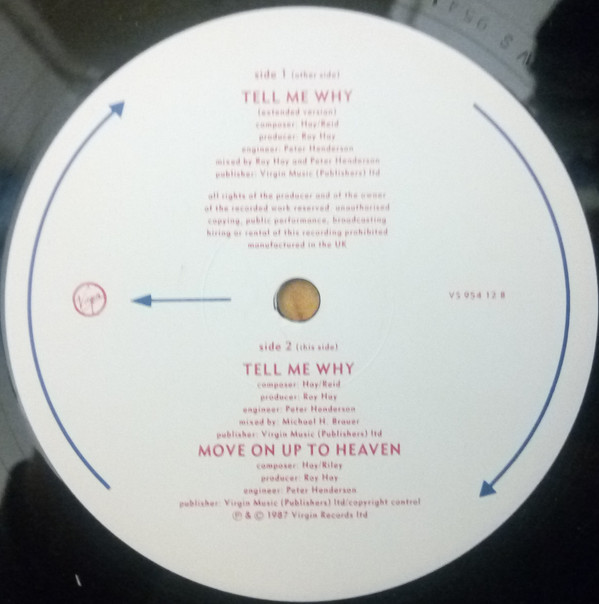 side 1 (other side)
TELL ME WHY
(extended version)
composer: Hay/Reid
producer: Roy Hay
engineer: Peter Henderson
mixed by Roy Hay and Peter Henderson
publisher: Virgin Music (Publishers) ltd
all rights of the producer and of the owner
of the recorded work reserved. unauthorised
copying, public performance, broadcasting
hiring or rental of this recording prohibited
manufactured in the UK
Virgin
VS 954 12 B
side 2 (this side)
TELL ME WHY
composer: Hay/Reid
producer: Roy Hay
engineer: Peter Henderson
mixed by: Michael H. Brauer
publisher: Virgin Music (Publishers) ltd
MOVE ON UP TO HEAVEN
composer: Hay/Riley
producer: Roy Hay
engineer: Peter Henderson
publisher: Virgin Music (Publishers) ltd/copyright control
℗ & © 1987 Virgin Records ltd